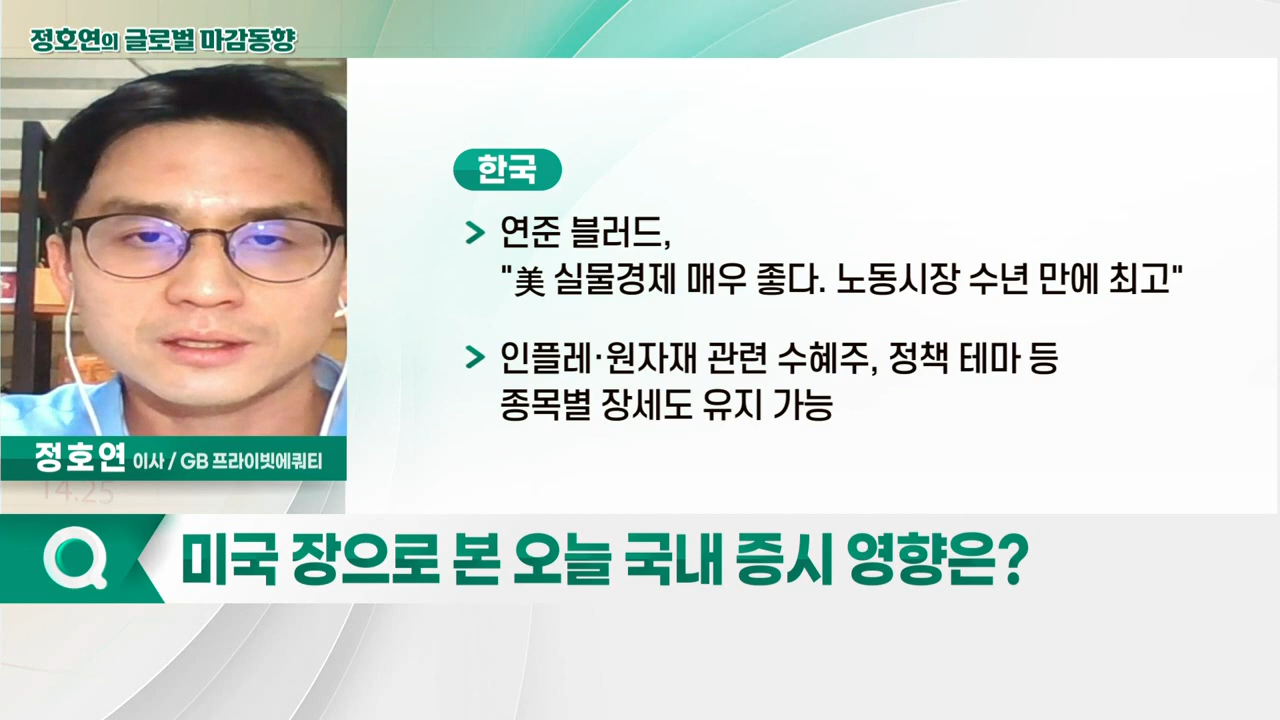 정호연의 글로벌 마감동향
한국
연준 블러드,
"美 실물경제 매우 좋다. 노동시장 수년 만에 최고"
인플레·원자재 관련 수혜주, 정책 테마 등
종목별 장세도 유지 가능
정호연 이사 / GB 프라이빗에쿼티
14.25
Q 미국 장으로 본 오늘 국내 증시 영향은?